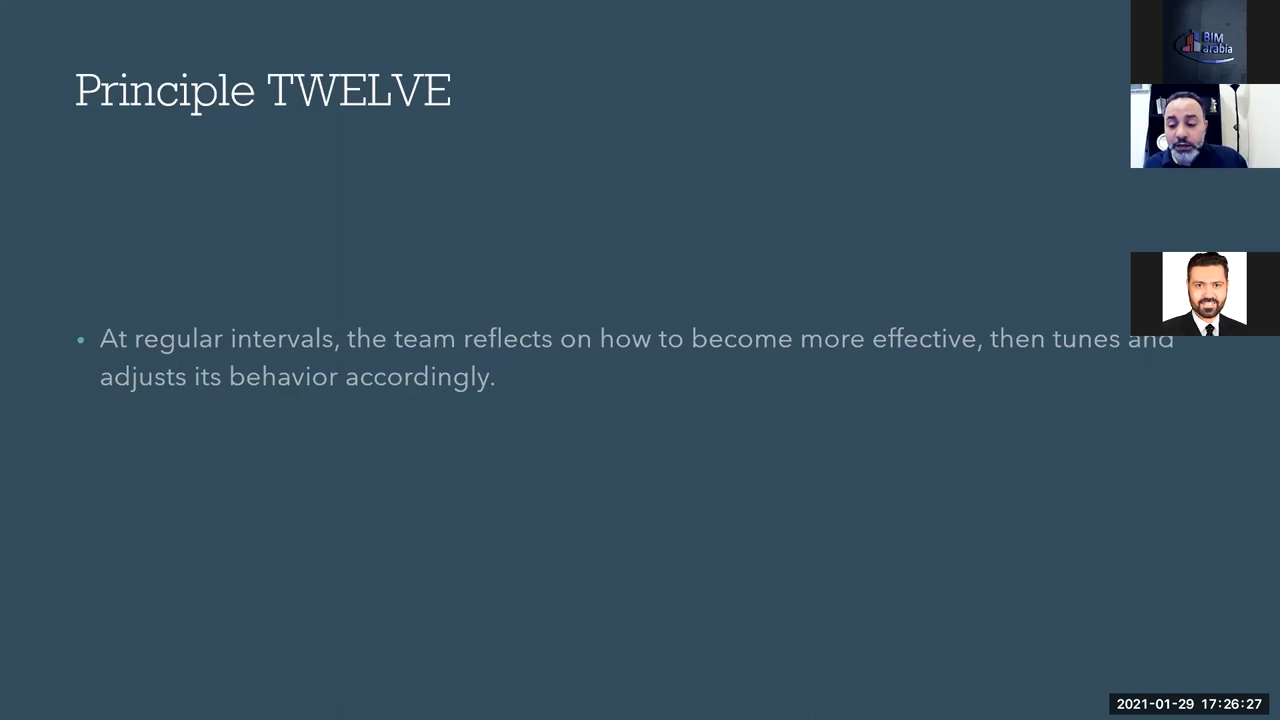 Principle TWELVE
BIM
arabia
• At regular intervals, the team reflects on how to become more effective, then tunes and
adjusts its behavior accordingly.
2021-01-29 17:26:27